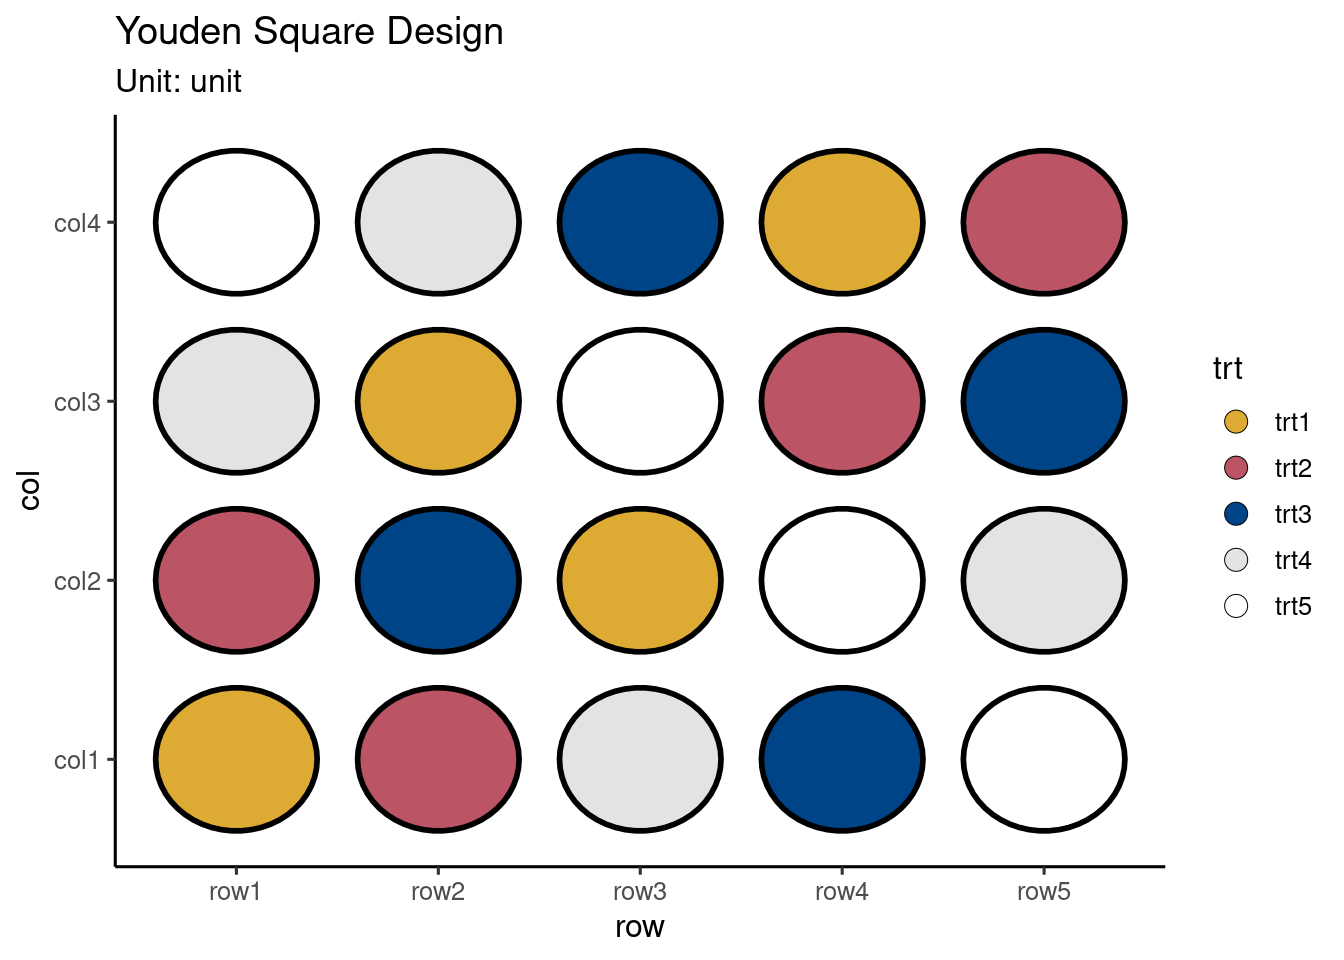 Youden Square Design
Unit: unit
col4
col3
col2
col1
col
row1 row2 row3 row4 row5
row
trt
trt1
trt2
trt3
trt4
trt5